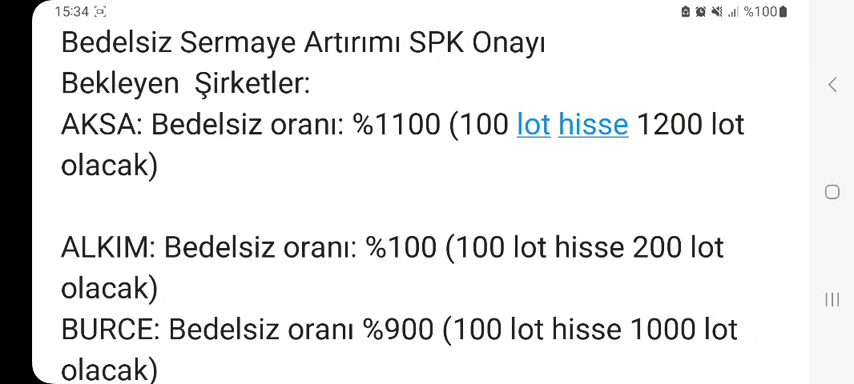 15:34 %100
Bedelsiz Sermaye Artırımı SPK Onayı
Bekleyen Şirketler:
AKSA: Bedelsiz oranı: %1100 (100 lot hisse 1200 lot
olacak)
ALKIM: Bedelsiz oranı: %100 (100 lot hisse 200 lot
olacak)
BURCE: Bedelsiz oranı %900 (100 lot hisse 1000 lot
olacak)